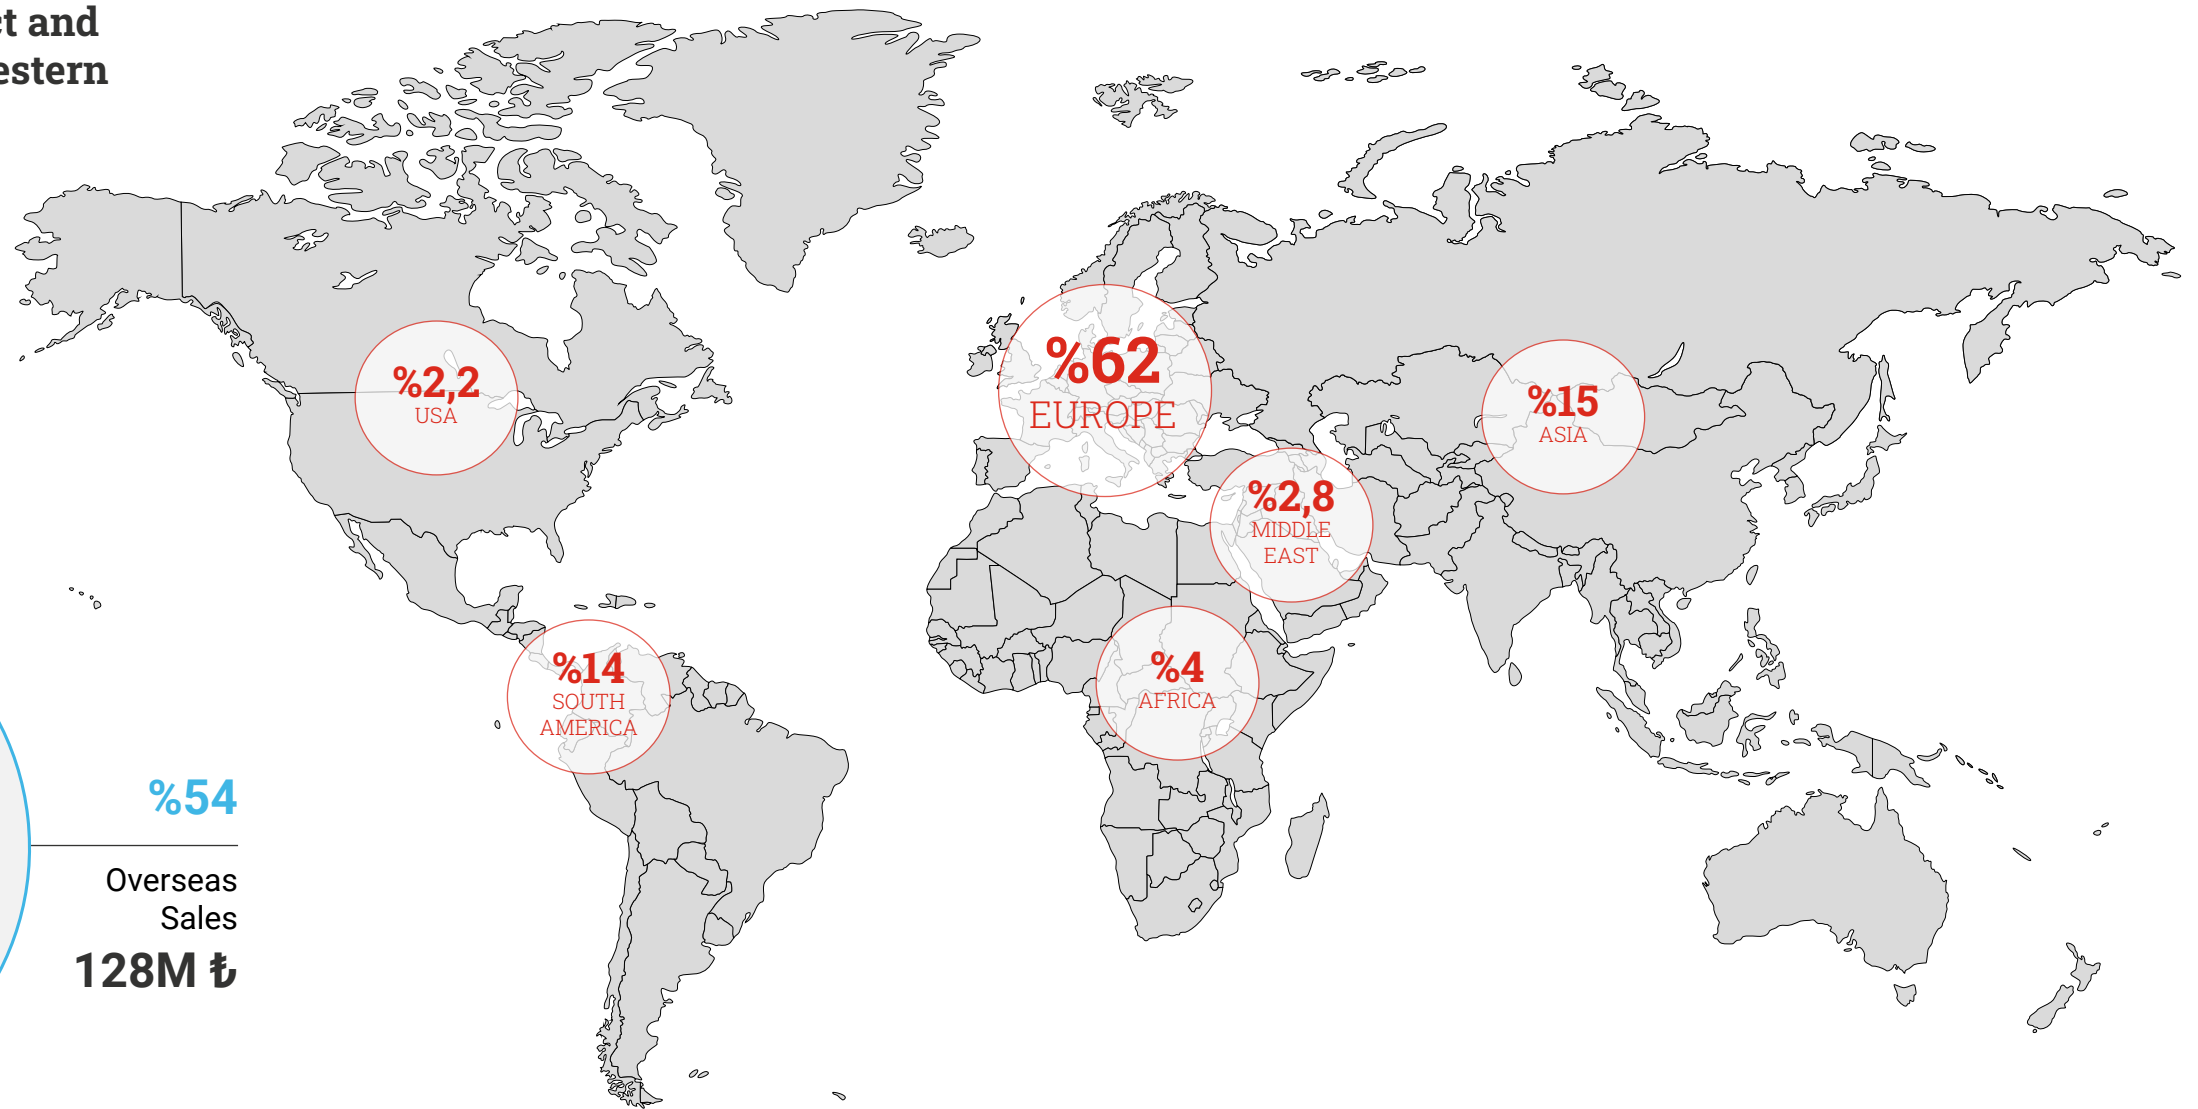 ct and
estern
%62
EUROPE
%2,2
USA
%15
ASIA
%2,8
MIDDLE
EAST
%14
SOUTH
AMERICA
%4
AFRICA
%54
Overseas
Sales
128M ₺